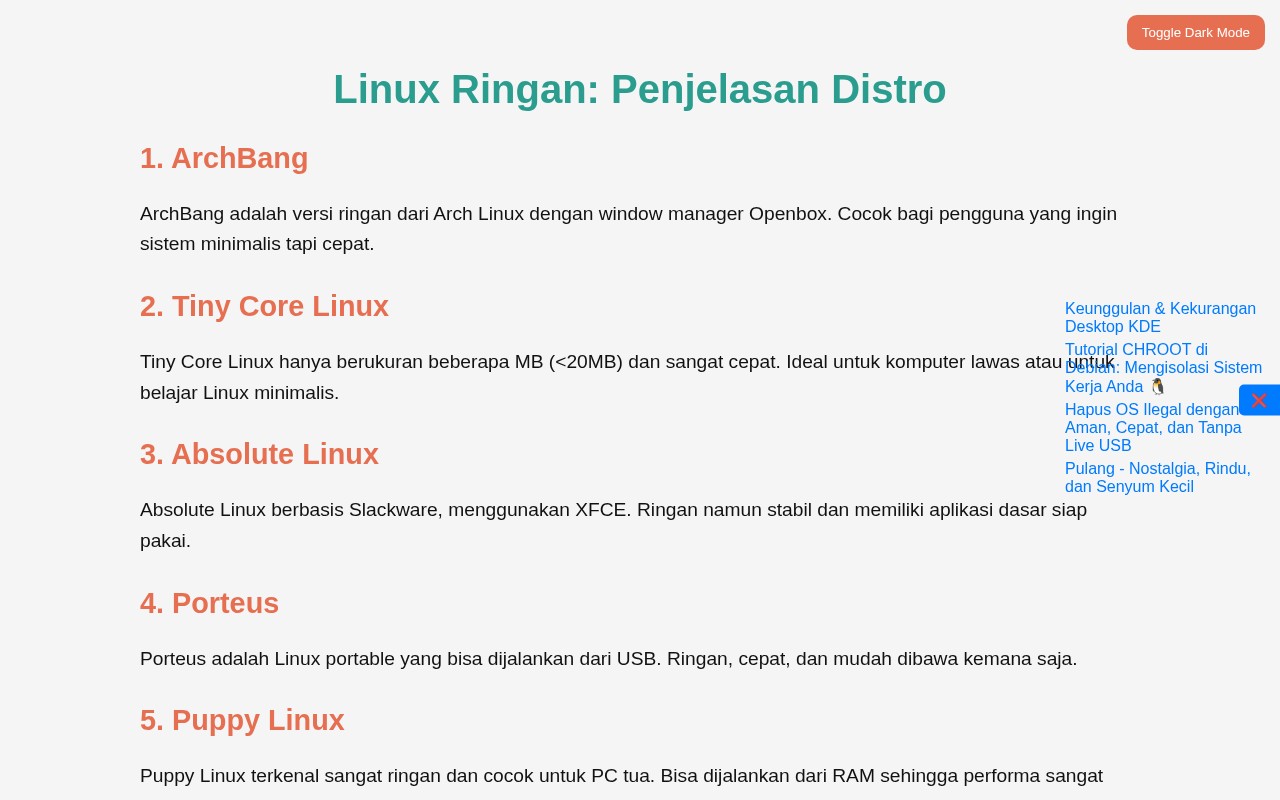 Toggle Dark Mode
Linux Ringan: Penjelasan Distro
1. ArchBang
ArchBang adalah versi ringan dari Arch Linux dengan window manager Openbox. Cocok bagi pengguna yang ingin
sistem minimalis tapi cepat.
2. Tiny Core Linux
Tiny Core Linux hanya berukuran beberapa MB (<20MB) dan sangat cepat. Ideal untuk komputer lawas atau untuk
belajar Linux minimalis.
3. Absolute Linux
Absolute Linux berbasis Slackware, menggunakan XFCE. Ringan namun stabil dan memiliki aplikasi dasar siap
pakai.
4. Porteus
Porteus adalah Linux portable yang bisa dijalankan dari USB. Ringan, cepat, dan mudah dibawa kemana saja.
5. Puppy Linux
Puppy Linux terkenal sangat ringan dan cocok untuk PC tua. Bisa dijalankan dari RAM sehingga performa sangat
Keunggulan & Kekurangan
Desktop KDE
Tutorial CHROOT di
Debian: Mengisolasi Sistem
Kerja Anda 🐧
Hapus OS Ilegal dengan
Aman, Cepat, dan Tanpa
Live USB
Pulang - Nostalgia, Rindu,
dan Senyum Kecil
❌